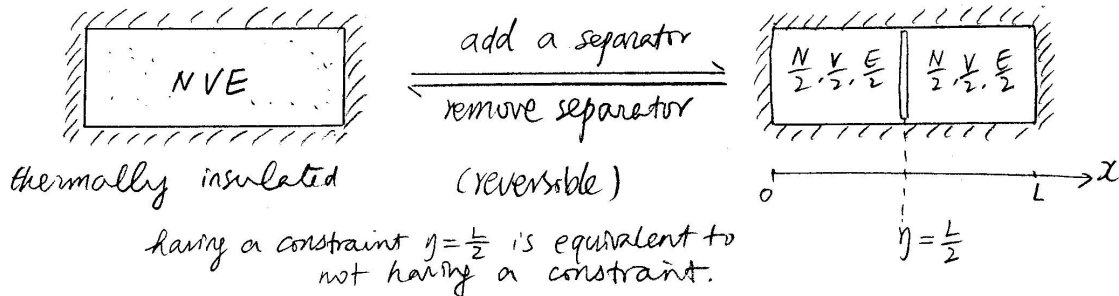 NVE
thermally insulated
add a separator
remove separator
(reversible)
N/2, V/2, E/2
N/2, V/2, E/2
0
L
x
η = L/2
having a constraint η = L/2 is equivalent to
not having a constraint.